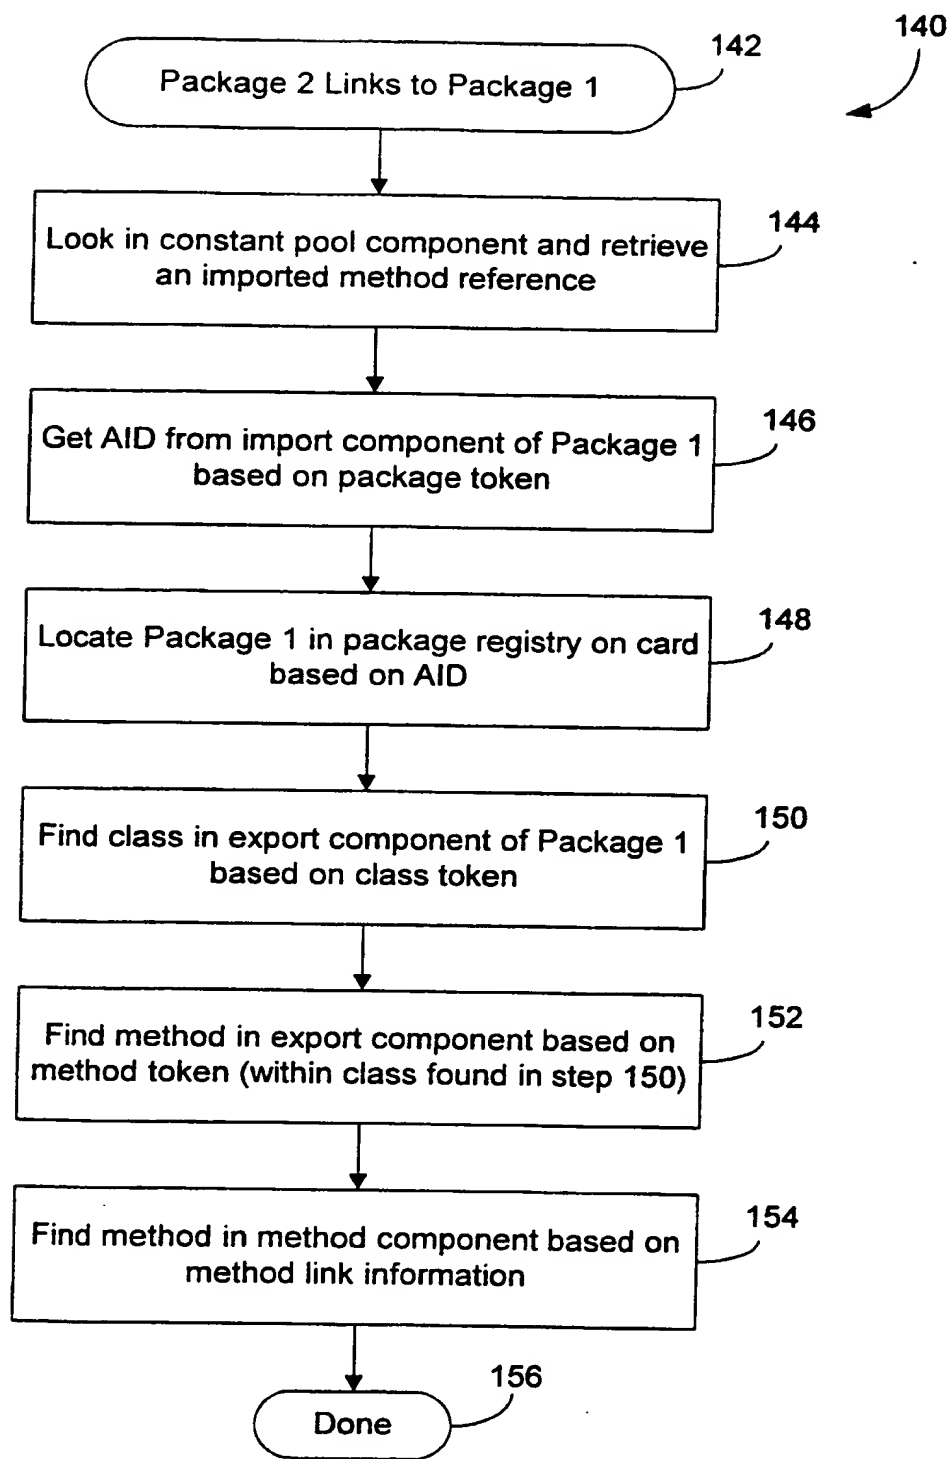 140
142
Package 2 Links to Package 1
144
Look in constant pool component and retrieve
an imported method reference
146
Get AID from import component of Package 1
based on package token
148
Locate Package 1 in package registry on card
based on AID
150
Find class in export component of Package 1
based on class token
152
Find method in export component based on
method token (within class found in step 150)
154
Find method in method component based on
method link information
156
Done